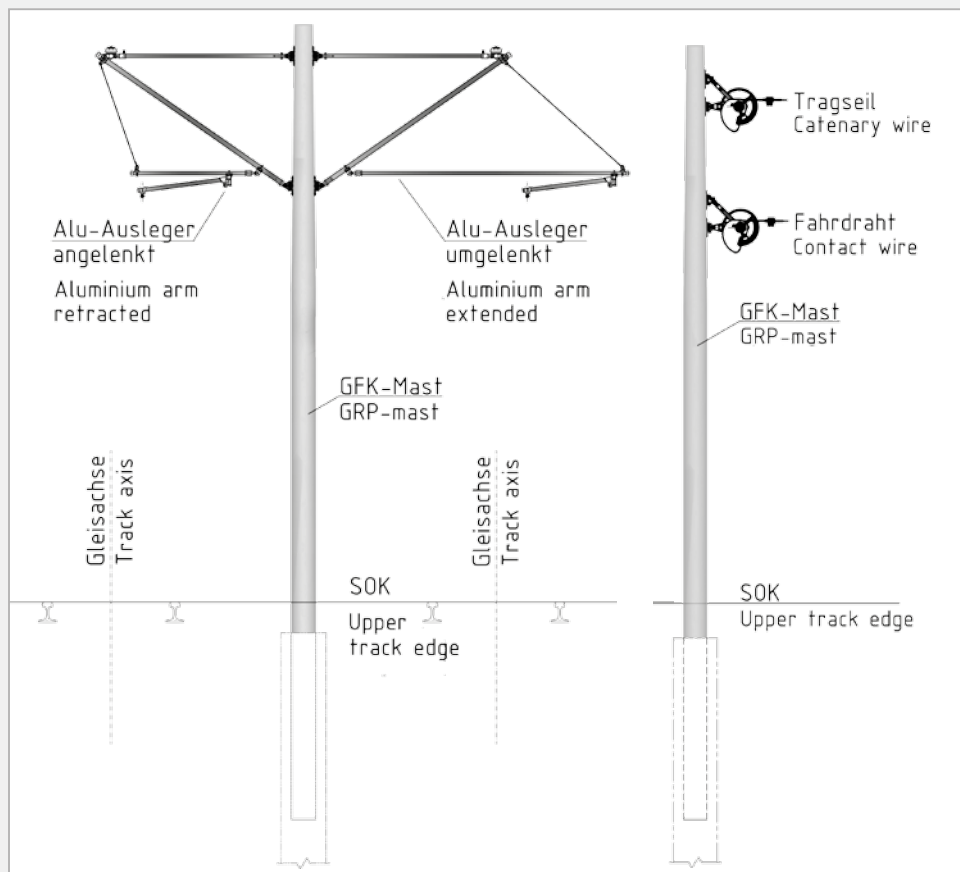 Tragseil
Catenary wire
Alu-Ausleger
angelenkt
Aluminium arm
retracted
Alu-Ausleger
umgelenkt
Aluminium arm
extended
Fahrdraht
Contact wire
GFK-Mast
GRP-mast
GFK-Mast
GRP-mast
Gleisachse
Track axis
Gleisachse
Track axis
SOK
Upper
track edge
SOK
Upper track edge